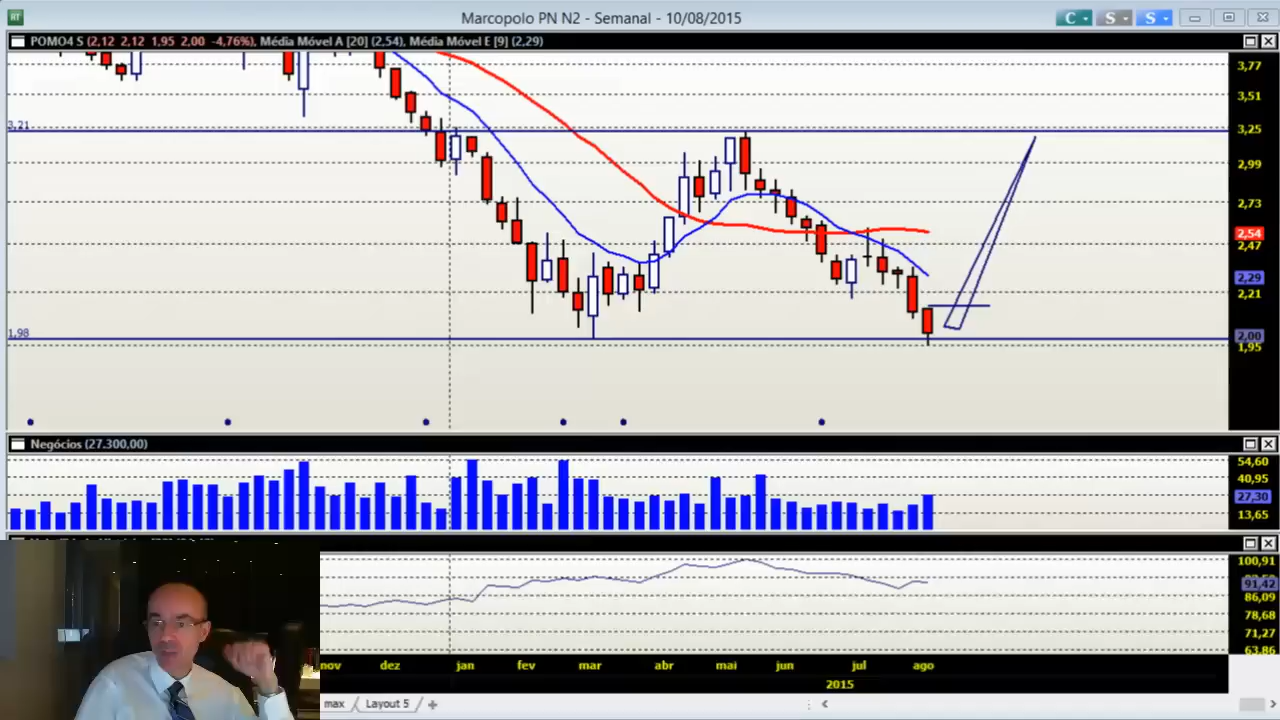 RT
Marcopolo PN N2 - Semanal - 10/08/2015
C
S
S
POMO4 S (2,12 2,12 1,95 2,00 -4,76%), Média Móvel A [20] (2,54), Média Móvel E [9] (2,29)
3,77
3,51
3,21
3,25
2,99
2,73
2,54
2,47
2,29
2,21
1,98
2,00
1,95
Negócios (27.300,00)
54,60
40,95
27,30
13,65
100,91
91,42
86,09
78,68
71,27
63,86
nov dez jan fev mar abr mai jun jul ago
2015
max Layout 5